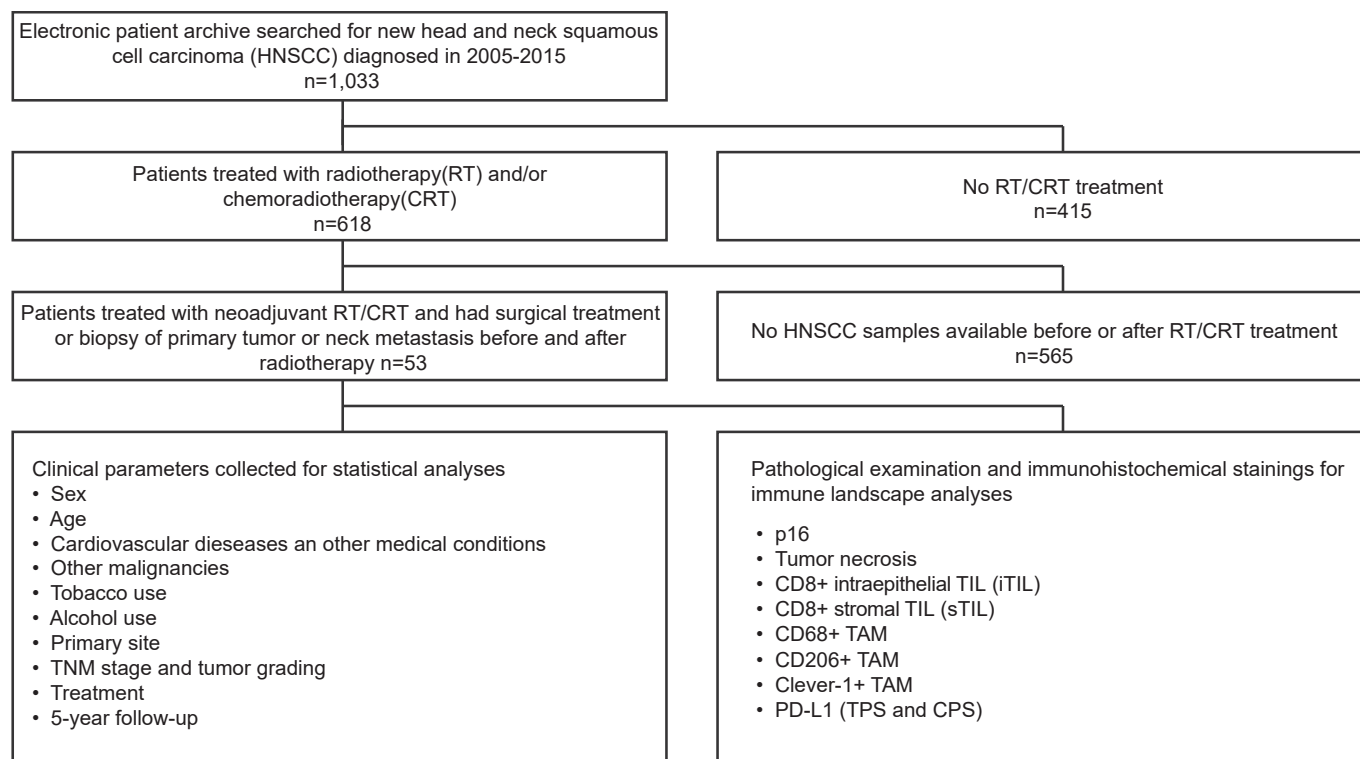 Electronic patient archive searched for new head and neck squamous
cell carcinoma (HNSCC) diagnosed in 2005-2015
n=1,033
Patients treated with radiotherapy(RT) and/or
chemoradiotherapy(CRT)
n=618
No RT/CRT treatment
n=415
Patients treated with neoadjuvant RT/CRT and had surgical treatment
or biopsy of primary tumor or neck metastasis before and after
radiotherapy n=53
No HNSCC samples available before or after RT/CRT treatment
n=565
Clinical parameters collected for statistical analyses
• Sex
• Age
• Cardiovascular dieseases an other medical conditions
• Other malignancies
• Tobacco use
• Alcohol use
• Primary site
• TNM stage and tumor grading
• Treatment
• 5-year follow-up
Pathological examination and immunohistochemical stainings for
immune landscape analyses
• p16
• Tumor necrosis
• CD8+ intraepithelial TIL (iTIL)
• CD8+ stromal TIL (sTIL)
• CD68+ TAM
• CD206+ TAM
• Clever-1+ TAM
• PD-L1 (TPS and CPS)